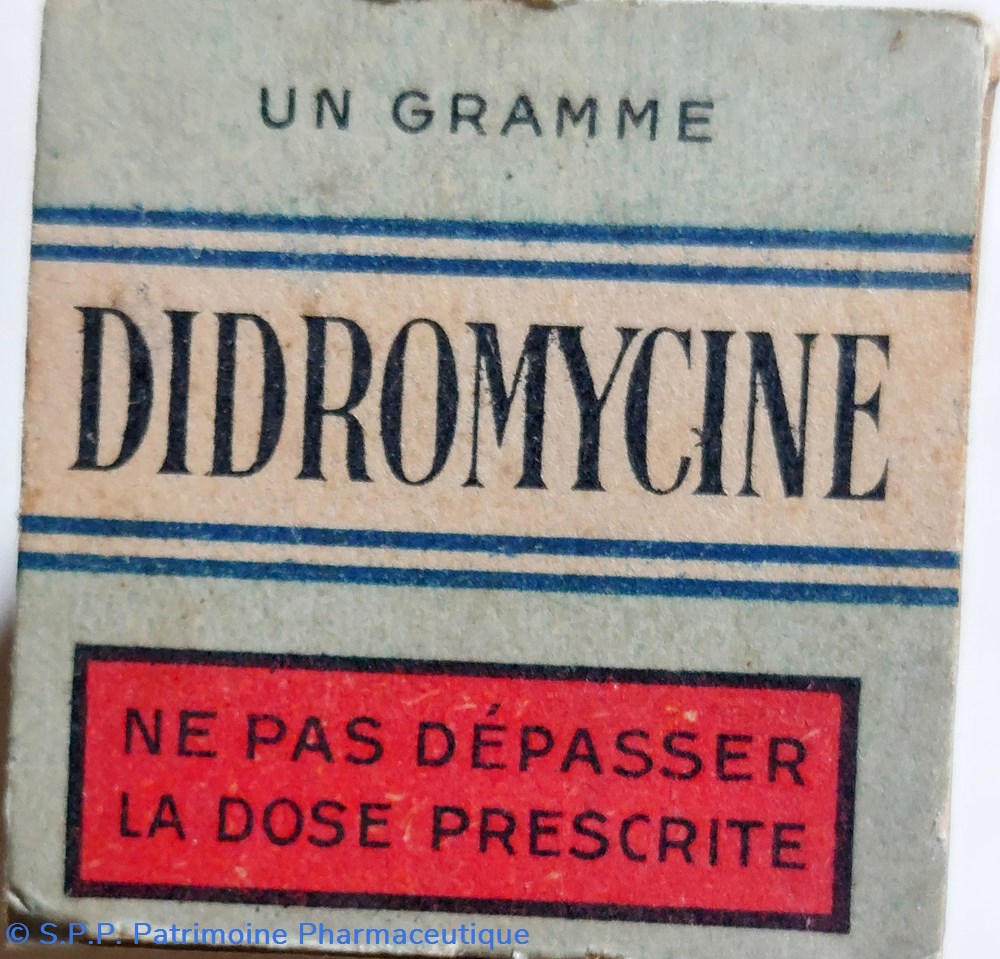 UN GRAMME
DIDROMYCINE
NE PAS DÉPASSER
LA DOSE PRESCRITE
© S.P.P. Patrimoine Pharmaceutique